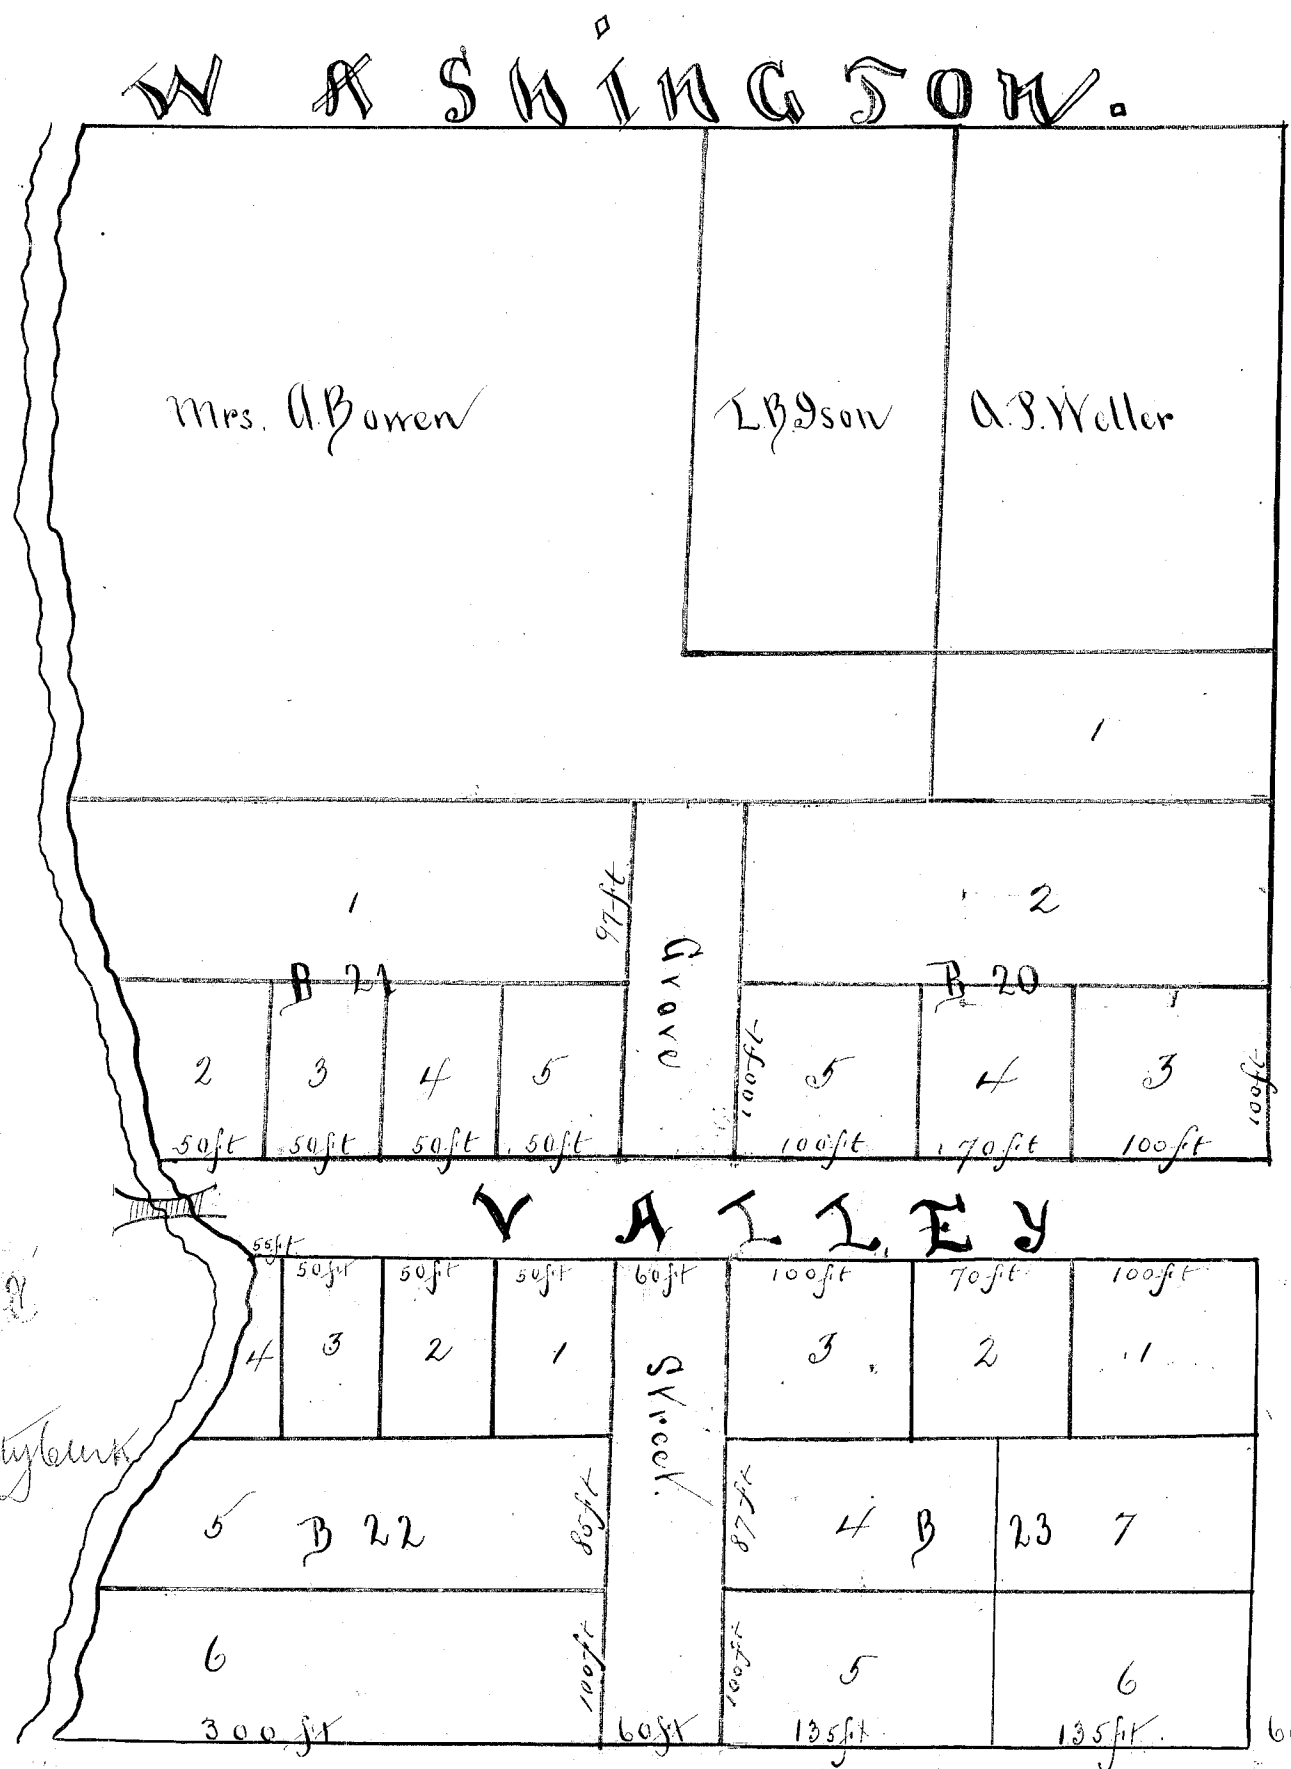 WASHINGTON.
Mrs. A. Bowen
L.B. Ison
A.P. Weller
1
1
97 ft
2
B 21
Grove
B 20
2
3
4
5
100 ft
5
4
3
100 ft
50 ft
50 ft
50 ft
50 ft
100 ft
70 ft
100 ft
VALLEY
55 ft
50 ft
50 ft
50 ft
60 ft
100 ft
70 ft
100 ft
4
3
2
1
Street.
3
2
1
5
B 22
85 ft
87 ft
4
B 23
7
6
100 ft
100 ft
5
6
300 ft
60 ft
135 ft
135 ft.